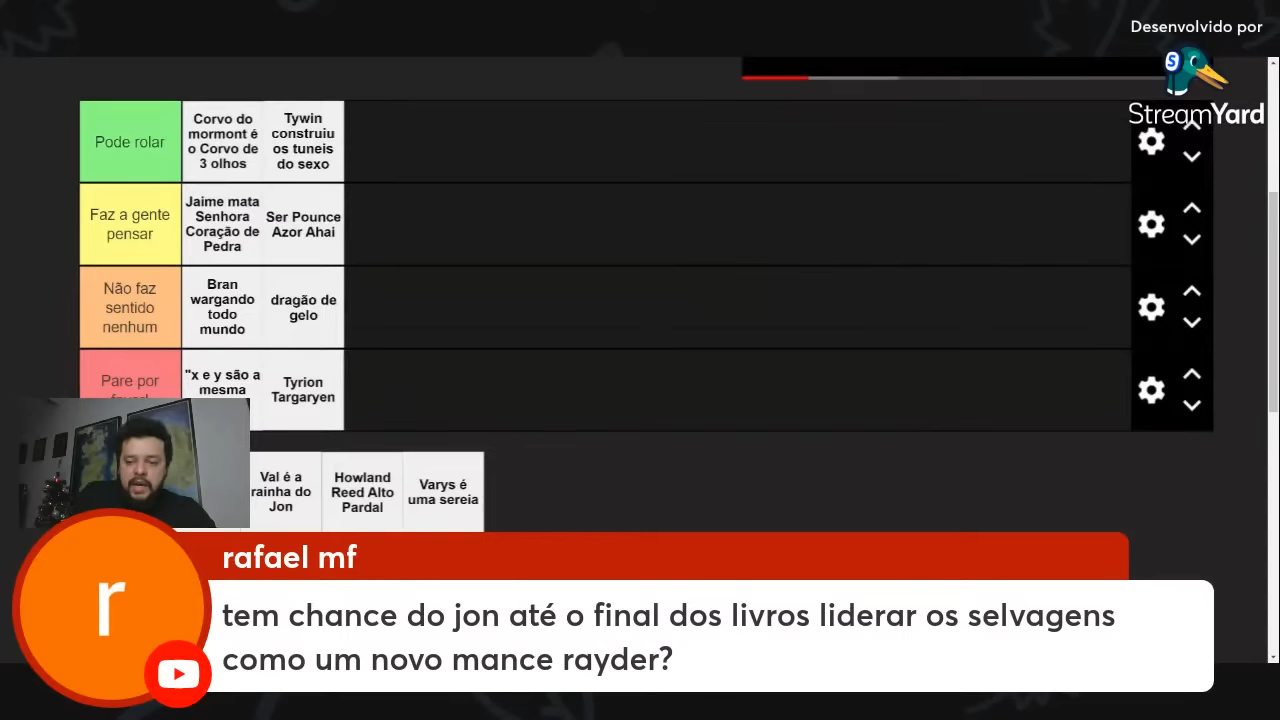 Desenvolvido por
StreamYard
Pode rolar
Corvo do
mormont é
o Corvo de
3 olhos
Tywin
construiu
os tuneis
do sexo
Faz a gente
pensar
Jaime mata
Senhora
Coração de
Pedra
Ser Pounce
Azor Ahai
Não faz
sentido
nenhum
Bran
wargando
todo
mundo
dragão de
gelo
Pare por
"x e y são a
mesma
Tyrion
Targaryen
Val é a
rainha do
Jon
Howland
Reed Alto
Pardal
Varys é
uma sereia
r
rafael mf
tem chance do jon até o final dos livros liderar os selvagens
como um novo mance rayder?